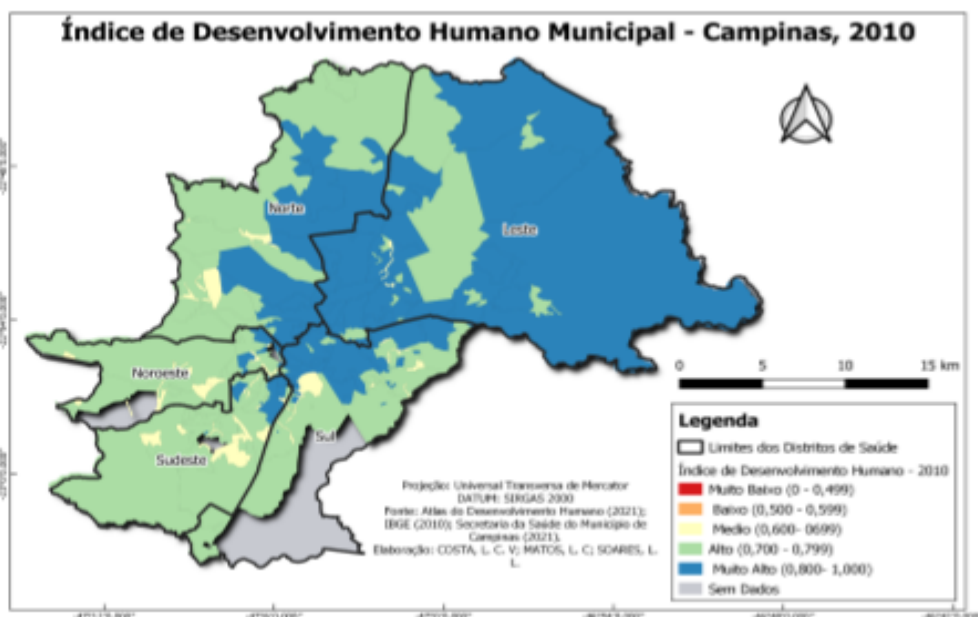 Índice de Desenvolvimento Humano Municipal - Campinas, 2010
Norte
Leste
Noroeste
Sudeste
Sul
0 5 10 15 km
Legenda
Limites dos Distritos de Saúde
Índice de Desenvolvimento Humano - 2010
Muito Baixo (0 - 0,499)
Baixo (0,500 - 0,599)
Medio (0,600- 0699)
Alto (0,700 - 0,799)
Muito Alto (0,800- 1,000)
Sem Dados
Projeção: Universal Transversa de Mercator
DATUM: SIRGAS 2000
Fonte: Atlas do Desenvolvimento Humano (2021);
IBGE (2010); Secretaria da Saúde do Município de
Campinas (2021).
Elaboração: COSTA, L. C. V; MATOS, L. C; SOARES, L.
L.